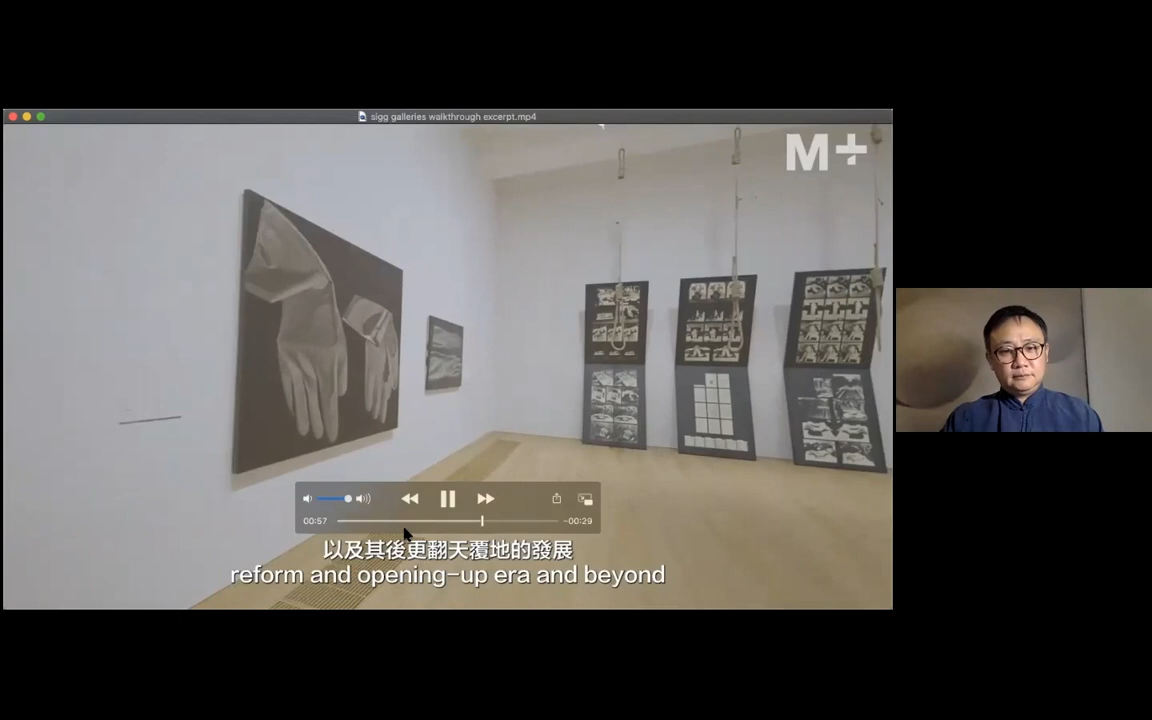 sigg galleries walkthrough excerpt.mp4
M+
00:57
-00:29
以及其後更翻天覆地的發展
reform and opening-up era and beyond